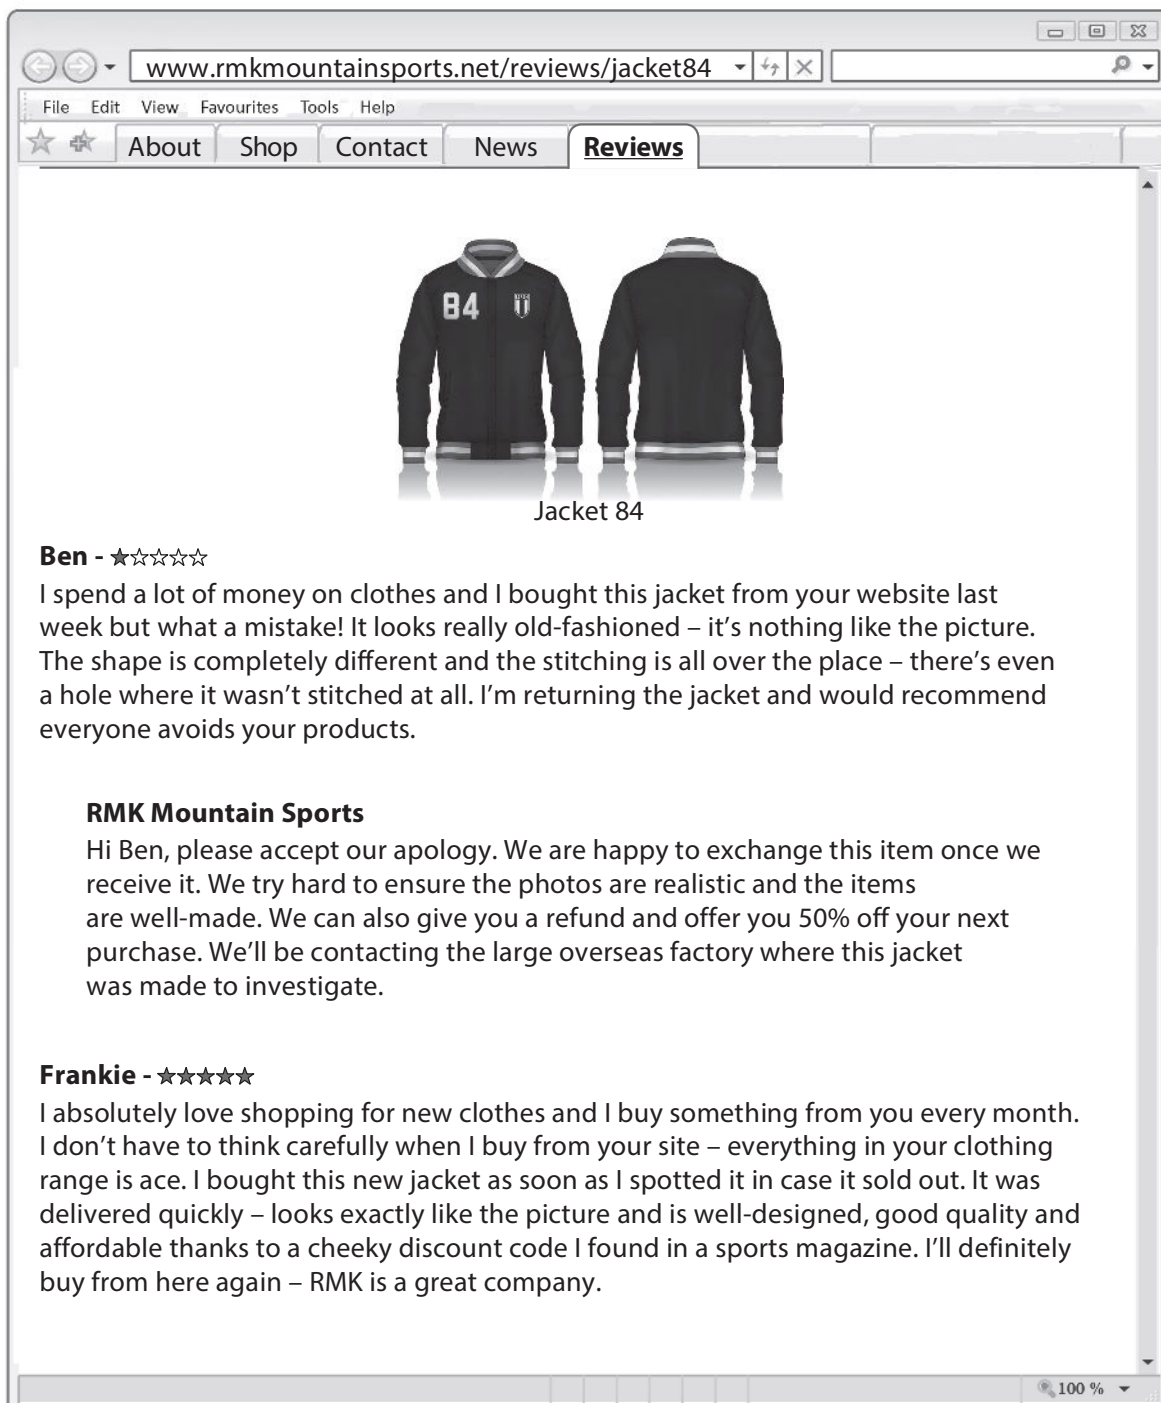 www.rmkmountainsports.net/reviews/jacket84
File Edit View Favourites Tools Help
About Shop Contact News Reviews
84
Jacket 84
Ben - ★☆☆☆☆
I spend a lot of money on clothes and I bought this jacket from your website last
week but what a mistake! It looks really old-fashioned – it's nothing like the picture.
The shape is completely different and the stitching is all over the place – there's even
a hole where it wasn't stitched at all. I'm returning the jacket and would recommend
everyone avoids your products.
RMK Mountain Sports
Hi Ben, please accept our apology. We are happy to exchange this item once we
receive it. We try hard to ensure the photos are realistic and the items
are well-made. We can also give you a refund and offer you 50% off your next
purchase. We'll be contacting the large overseas factory where this jacket
was made to investigate.
Frankie - ★★★★★
I absolutely love shopping for new clothes and I buy something from you every month.
I don't have to think carefully when I buy from your site – everything in your clothing
range is ace. I bought this new jacket as soon as I spotted it in case it sold out. It was
delivered quickly – looks exactly like the picture and is well-designed, good quality and
affordable thanks to a cheeky discount code I found in a sports magazine. I'll definitely
buy from here again – RMK is a great company.
100 %